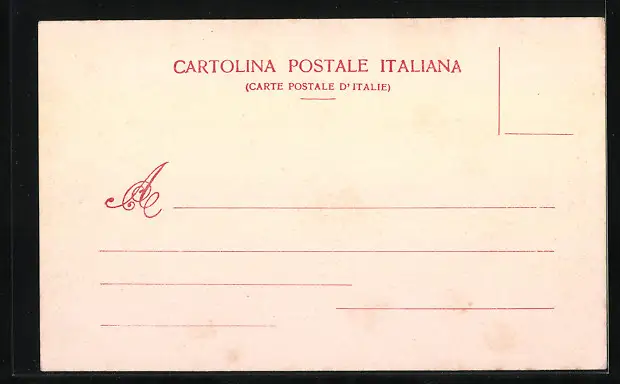 CARTOLINA POSTALE ITALIANA
(CARTE POSTALE D'ITALIE)
A